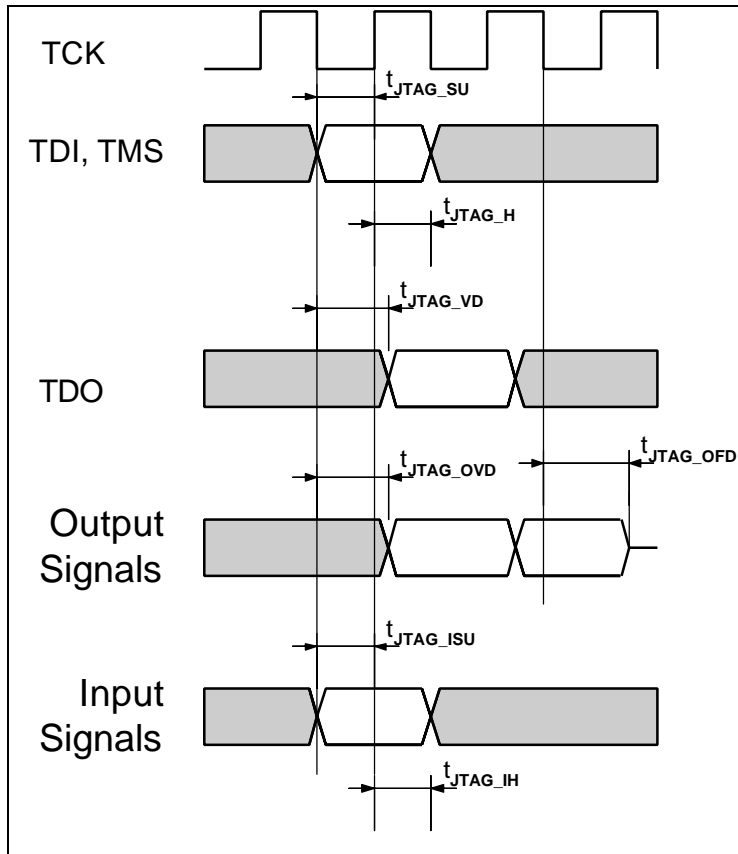 TCK
tJTAG_SU
TDI, TMS
tJTAG_H
tJTAG_VD
TDO
tJTAG_OVD
tJTAG_OFD
Output
Signals
tJTAG_ISU
Input
Signals
tJTAG_IH